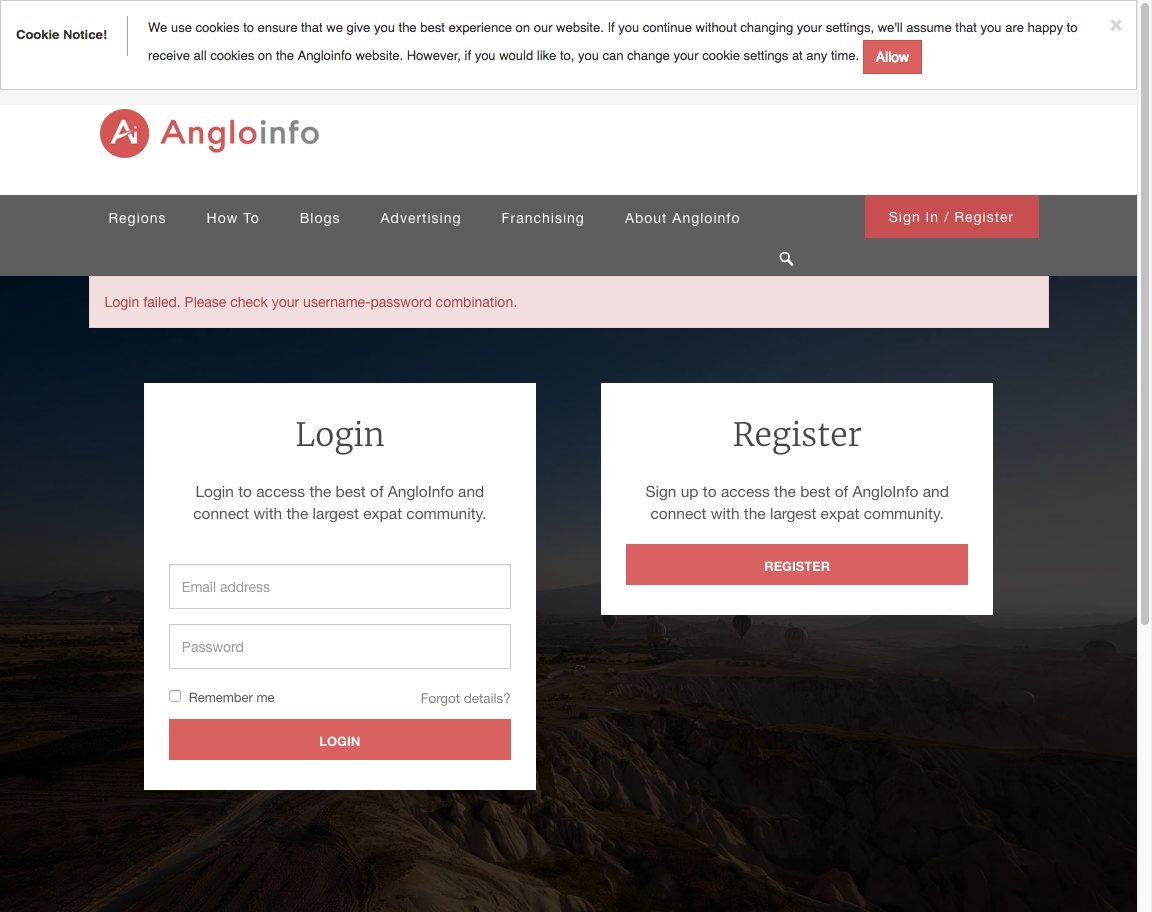 Cookie Notice!
We use cookies to ensure that we give you the best experience on our website. If you continue without changing your settings, we'll assume that you are happy to
receive all cookies on the Angloinfo website. However, if you would like to, you can change your cookie settings at any time. Allow
×
Ai Angloinfo
Regions How To Blogs Advertising Franchising About Angloinfo Sign In / Register
Login failed. Please check your username-password combination.
Login
Login to access the best of AngloInfo and
connect with the largest expat community.
Email address
Password
Remember me Forgot details?
LOGIN
Register
Sign up to access the best of AngloInfo and
connect with the largest expat community.
REGISTER